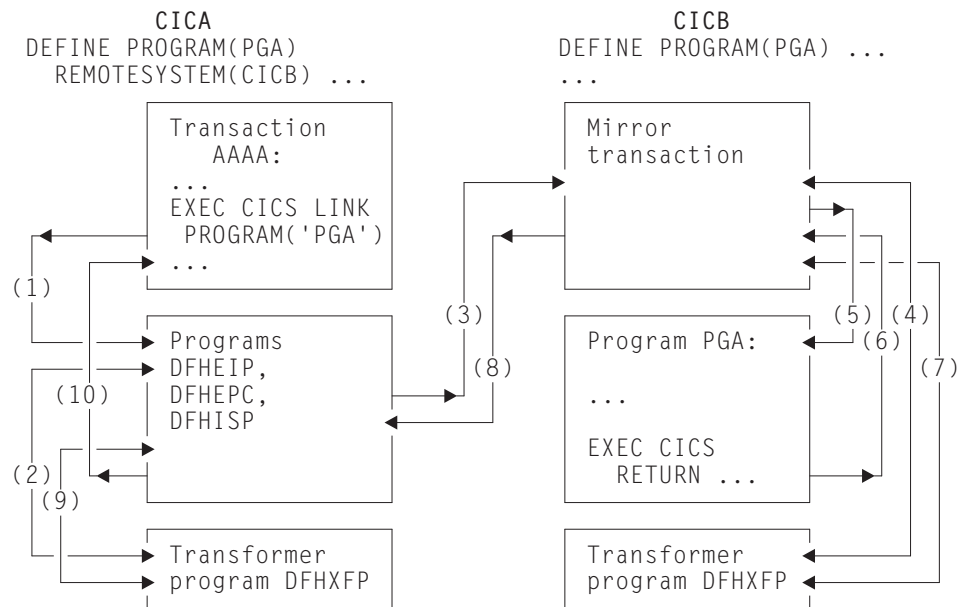 CICA
DEFINE PROGRAM(PGA)
REMOTESYSTEM(CICB) ...
CICB
DEFINE PROGRAM(PGA) ...
...
Transaction
AAAA:
...
EXEC CICS LINK
PROGRAM('PGA')
...
Mirror
transaction
(1)
(3)
(5)
(4)
(6)
(8)
(7)
Programs
DFHEIP,
DFHEPC,
DFHISP
Program PGA:
...
EXEC CICS
RETURN ...
(10)
(2)
(9)
Transformer
program DFHXFP
Transformer
program DFHXFP